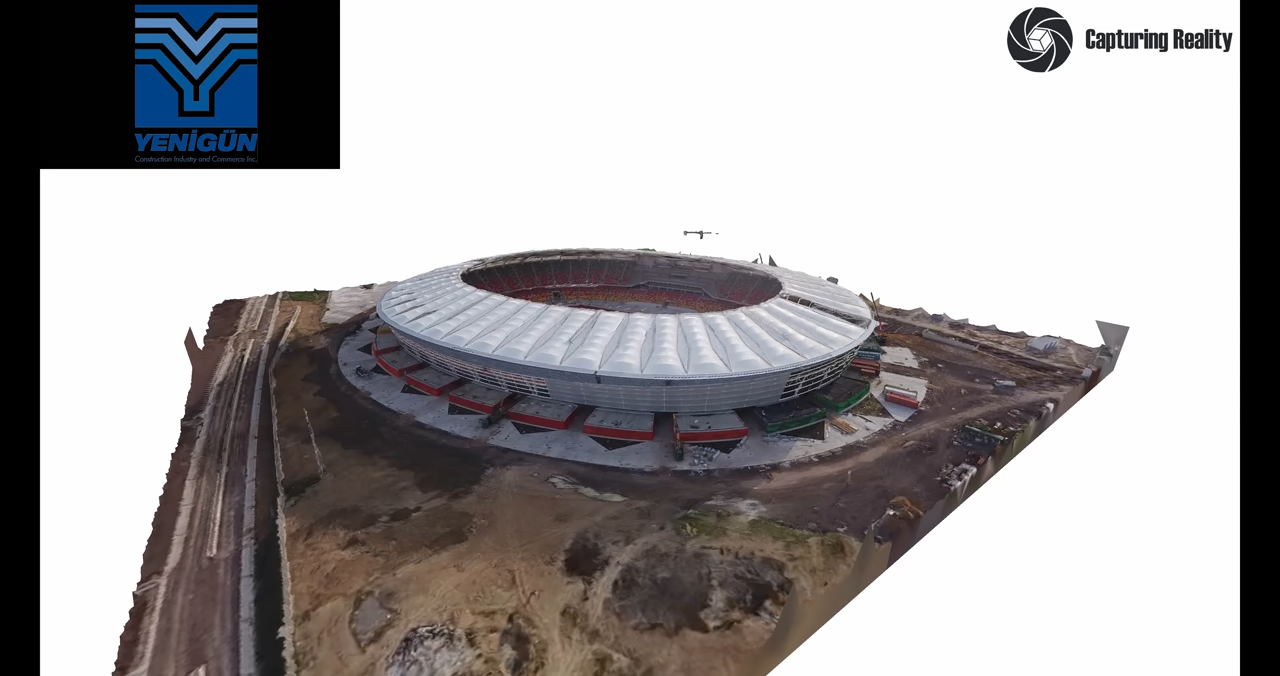 YENİGÜN
Construction Industry and Commerce Inc.
Capturing Reality